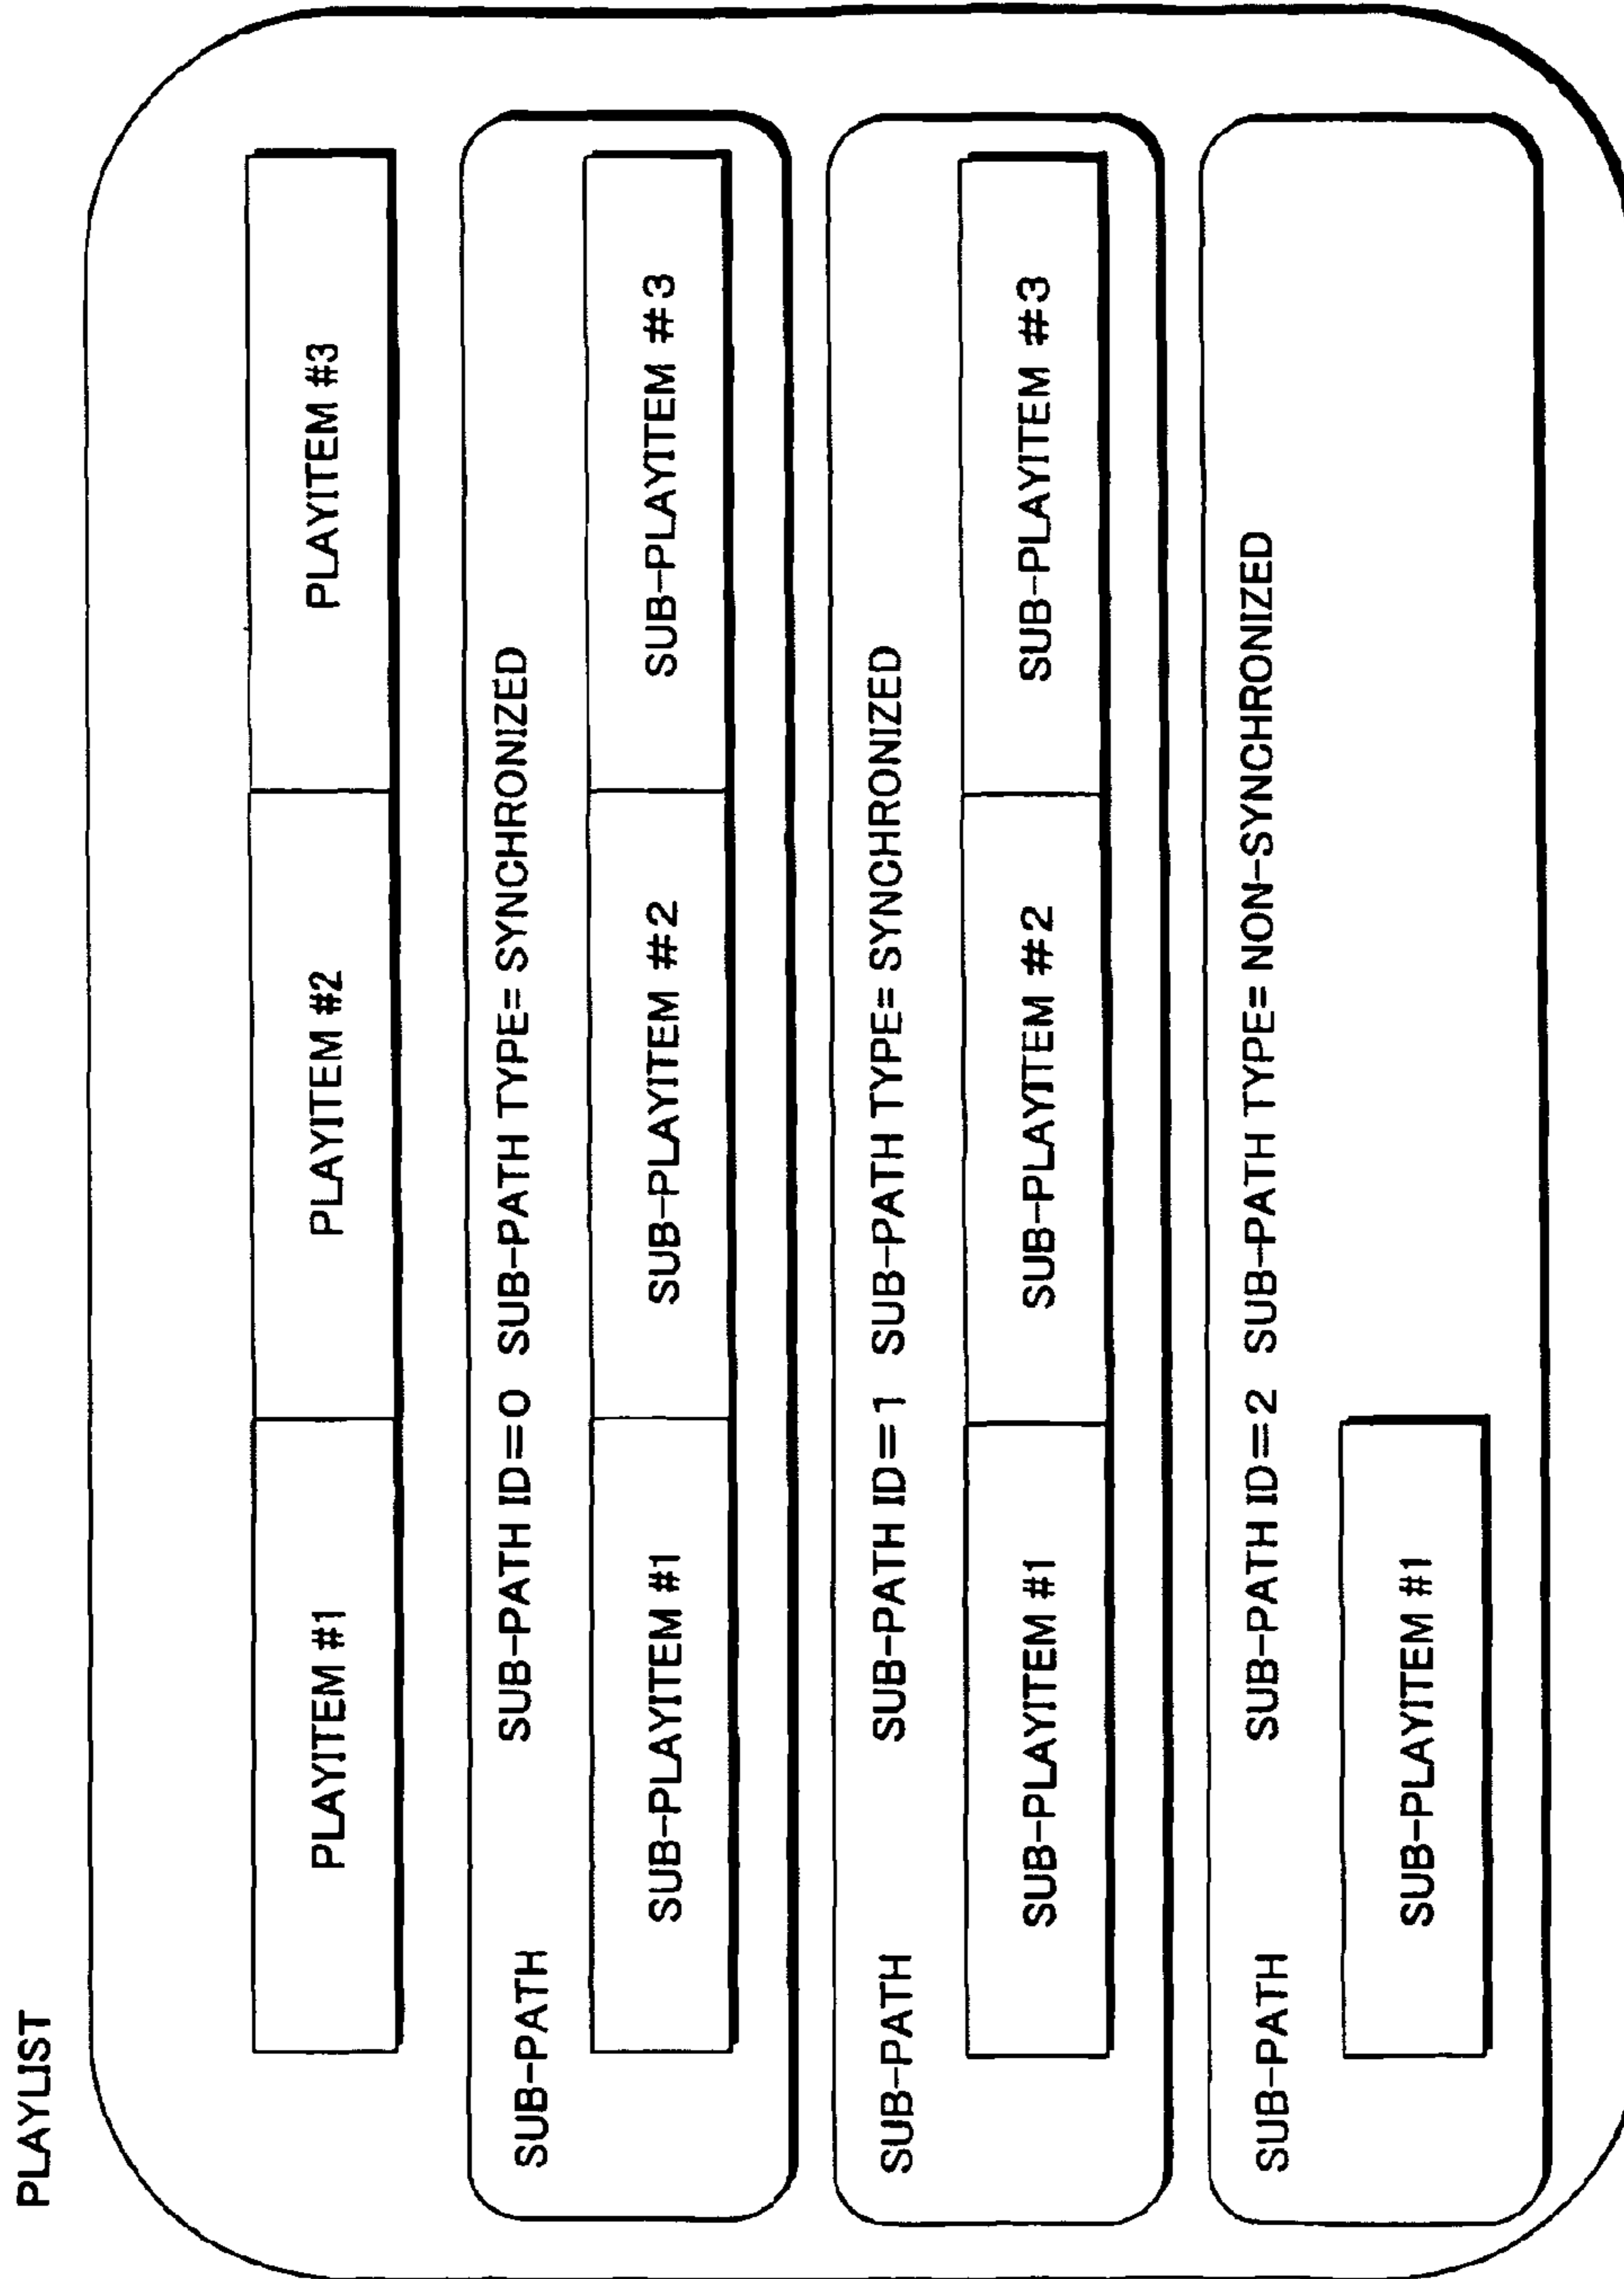 PLAYLIST
PLAYITEM #1 PLAYITEM #2 PLAYITEM #3
SUB-PATH SUB-PATH ID=0 SUB-PATH TYPE=SYNCHRONIZED
SUB-PLAYITEM #1 SUB-PLAYITEM #2 SUB-PLAYITEM #3
SUB-PATH SUB-PATH ID=1 SUB-PATH TYPE=SYNCHRONIZED
SUB-PLAYITEM #1 SUB-PLAYITEM #2 SUB-PLAYITEM #3
SUB-PATH SUB-PATH ID=2 SUB-PATH TYPE=NON-SYNCHRONIZED
SUB-PLAYITEM #1